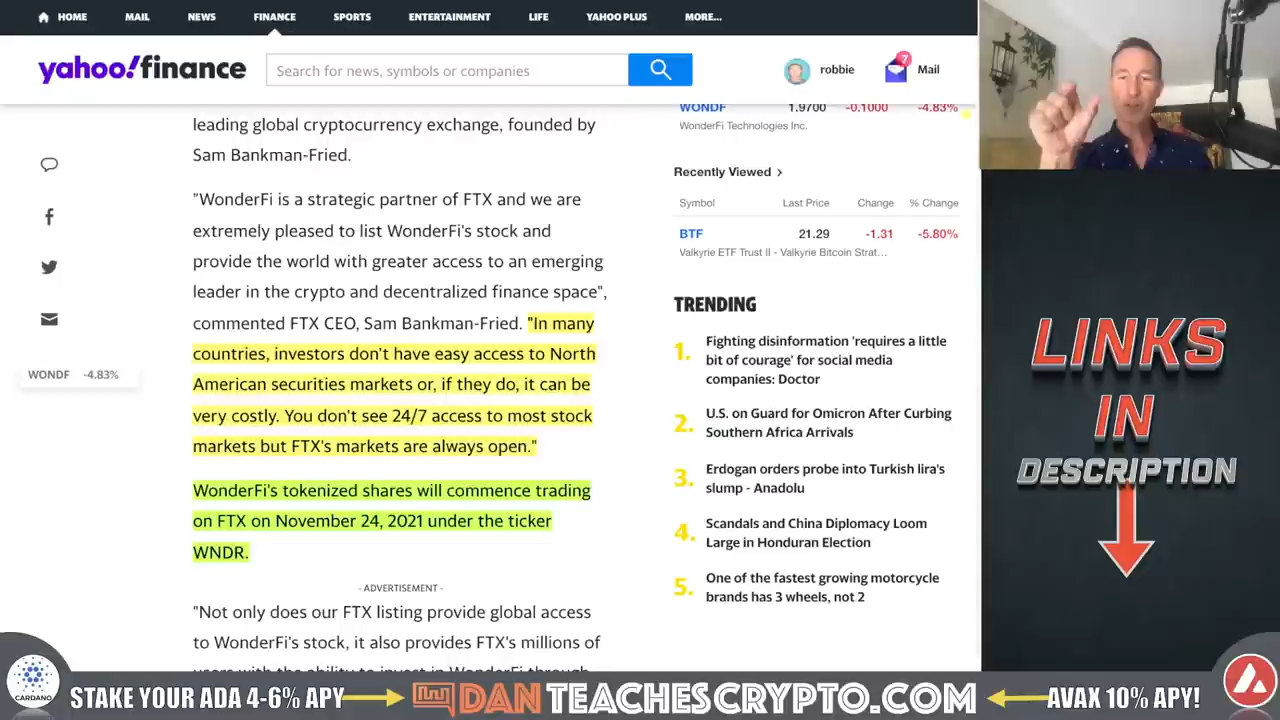 HOME MAIL NEWS FINANCE SPORTS ENTERTAINMENT LIFE YAHOO PLUS MORE...
yahoo!finance
Search for news, symbols or companies
robbie
7
Mail
leading global cryptocurrency exchange, founded by
Sam Bankman-Fried.
"WonderFi is a strategic partner of FTX and we are
extremely pleased to list WonderFi's stock and
provide the world with greater access to an emerging
leader in the crypto and decentralized finance space",
commented FTX CEO, Sam Bankman-Fried. "In many
countries, investors don't have easy access to North
American securities markets or, if they do, it can be
very costly. You don't see 24/7 access to most stock
markets but FTX's markets are always open."
WonderFi's tokenized shares will commence trading
on FTX on November 24, 2021 under the ticker
WNDR.
- ADVERTISEMENT -
"Not only does our FTX listing provide global access
to WonderFi's stock, it also provides FTX's millions of
users with the ability to invest in WonderFi through
WONDF -4.83%
WONDF 1.9700 -0.1000 -4.83%
WonderFi Technologies Inc.
Recently Viewed >
Symbol Last Price Change % Change
BTF 21.29 -1.31 -5.80%
Valkyrie ETF Trust II - Valkyrie Bitcoin Strat...
TRENDING
1. Fighting disinformation 'requires a little
bit of courage' for social media
companies: Doctor
2. U.S. on Guard for Omicron After Curbing
Southern Africa Arrivals
3. Erdogan orders probe into Turkish lira's
slump - Anadolu
4. Scandals and China Diplomacy Loom
Large in Honduran Election
5. One of the fastest growing motorcycle
brands has 3 wheels, not 2
LINKS
IN
DESCRIPTION
CARDANO
STAKE YOUR ADA 4-6% APY
DANTEACHESCRYPTO.COM
AVAX 10% APY!